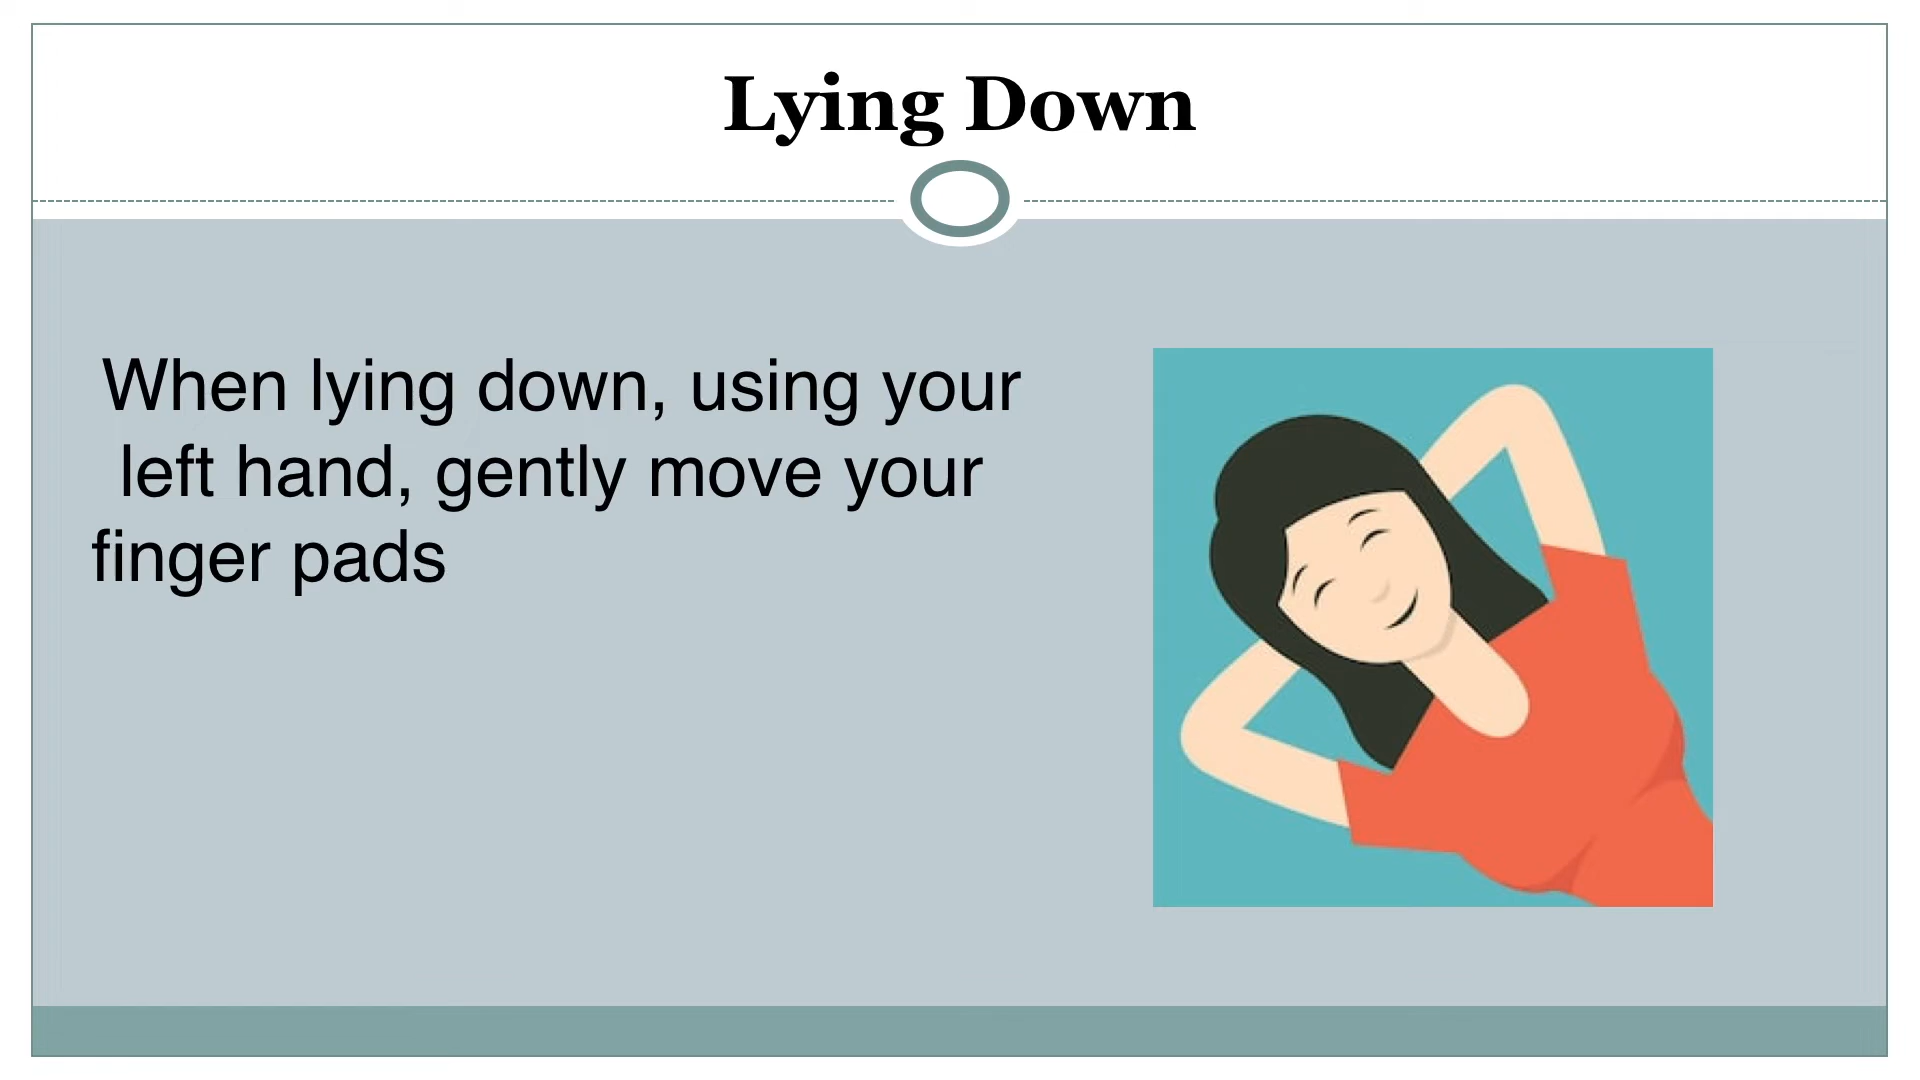 Lying Down
When lying down, using your
left hand, gently move your
finger pads